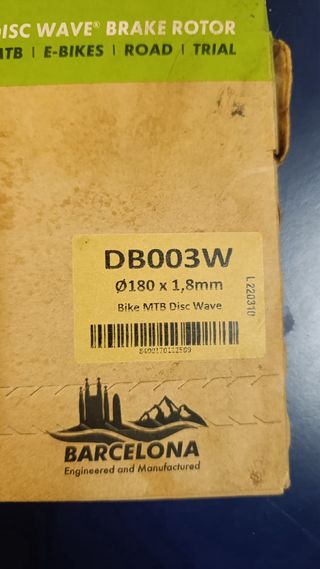 DISC WAVE® BRAKE ROTOR
MTB | E-BIKES | ROAD | TRIAL
DB003W
Ø180 x 1,8mm
Bike MTB Disc Wave
L 220310
BARCELONA
Engineered and Manufactured